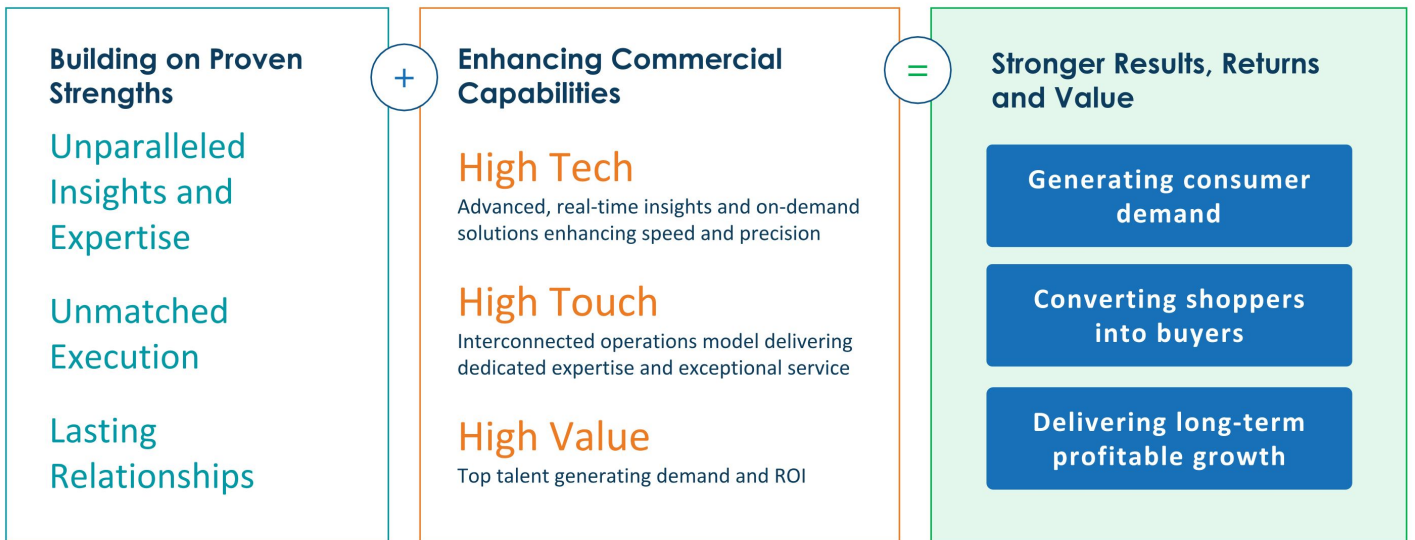 Building on Proven
Strengths
Unparalleled
Insights and
Expertise
Unmatched
Execution
Lasting
Relationships
+
Enhancing Commercial
Capabilities
High Tech
Advanced, real-time insights and on-demand
solutions enhancing speed and precision
High Touch
Interconnected operations model delivering
dedicated expertise and exceptional service
High Value
Top talent generating demand and ROI
=
Stronger Results, Returns
and Value
Generating consumer
demand
Converting shoppers
into buyers
Delivering long-term
profitable growth